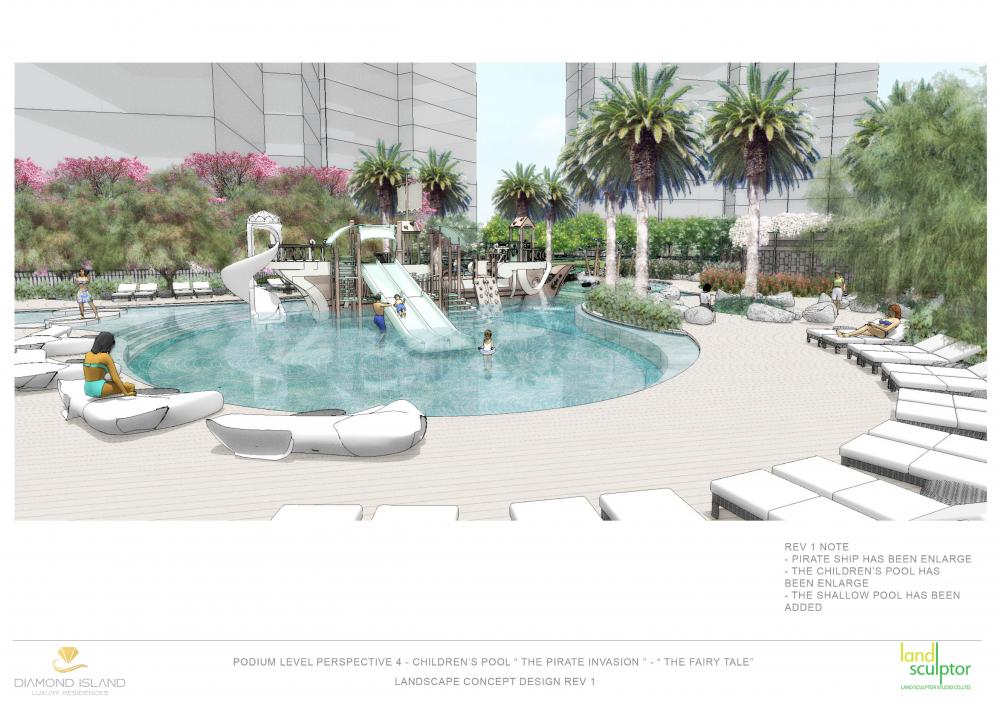 REV 1 NOTE
- PIRATE SHIP HAS BEEN ENLARGE
- THE CHILDREN'S POOL HAS
BEEN ENLARGE
- THE SHALLOW POOL HAS BEEN
ADDED
DIAMOND ISLAND
LUXURY RESIDENCES
PODIUM LEVEL PERSPECTIVE 4 - CHILDREN'S POOL " THE PIRATE INVASION " - " THE FAIRY TALE"
LANDSCAPE CONCEPT DESIGN REV 1
land
sculptor
LAND SCULPTOR STUDIO CO.,LTD.